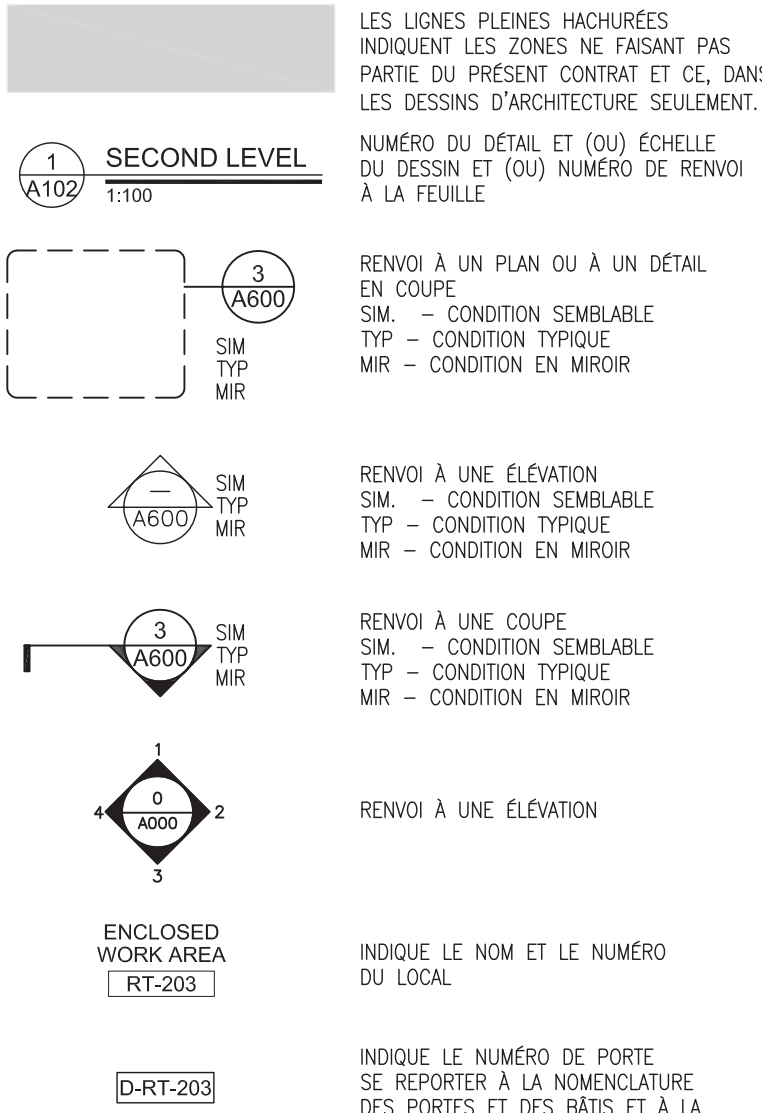 LES LIGNES PLEINES HACHURÉES
INDIQUENT LES ZONES NE FAISANT PAS
PARTIE DU PRÉSENT CONTRAT ET CE, DANS
LES DESSINS D'ARCHITECTURE SEULEMENT.
1
A102
SECOND LEVEL
1:100
NUMÉRO DU DÉTAIL ET (OU) ÉCHELLE
DU DESSIN ET (OU) NUMÉRO DE RENVOI
À LA FEUILLE
3
A600
SIM
TYP
MIR
RENVOI À UN PLAN OU À UN DÉTAIL
EN COUPE
SIM. – CONDITION SEMBLABLE
TYP – CONDITION TYPIQUE
MIR – CONDITION EN MIROIR
–
A600
SIM
TYP
MIR
RENVOI À UNE ÉLÉVATION
SIM. – CONDITION SEMBLABLE
TYP – CONDITION TYPIQUE
MIR – CONDITION EN MIROIR
3
A600
SIM
TYP
MIR
RENVOI À UNE COUPE
SIM. – CONDITION SEMBLABLE
TYP – CONDITION TYPIQUE
MIR – CONDITION EN MIROIR
1
4
0
A000
2
3
RENVOI À UNE ÉLÉVATION
ENCLOSED
WORK AREA
RT-203
INDIQUE LE NOM ET LE NUMÉRO
DU LOCAL
D-RT-203
INDIQUE LE NUMÉRO DE PORTE
SE REPORTER À LA NOMENCLATURE
DES PORTES ET DES BÂTIS ET À LA